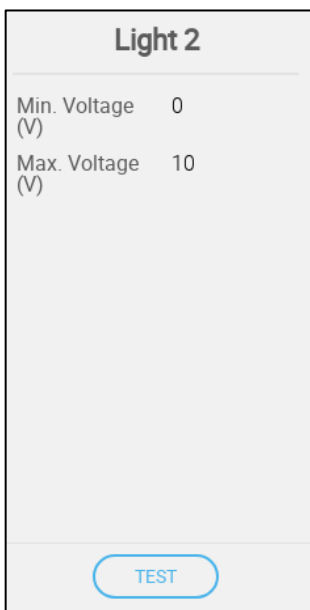 Light 2
Min. Voltage 0
(V)
Max. Voltage 10
(V)
TEST